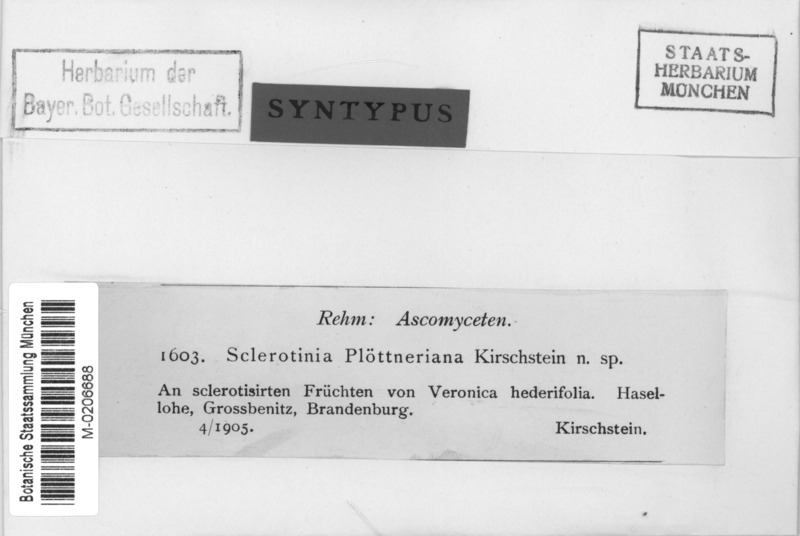 Herbarium der
Bayer. Bot. Gesellschaft.
SYNTYPUS
STAATS-
HERBARIUM
MÜNCHEN
Botanische Staatssammlung München
M-0206688
Rehm: Ascomyceten.
1603. Sclerotinia Plöttneriana Kirschstein n. sp.
An sclerotisirten Früchten von Veronica hederifolia. Hasel-
lohe, Grossbenitz, Brandenburg.
4/1905. Kirschstein.